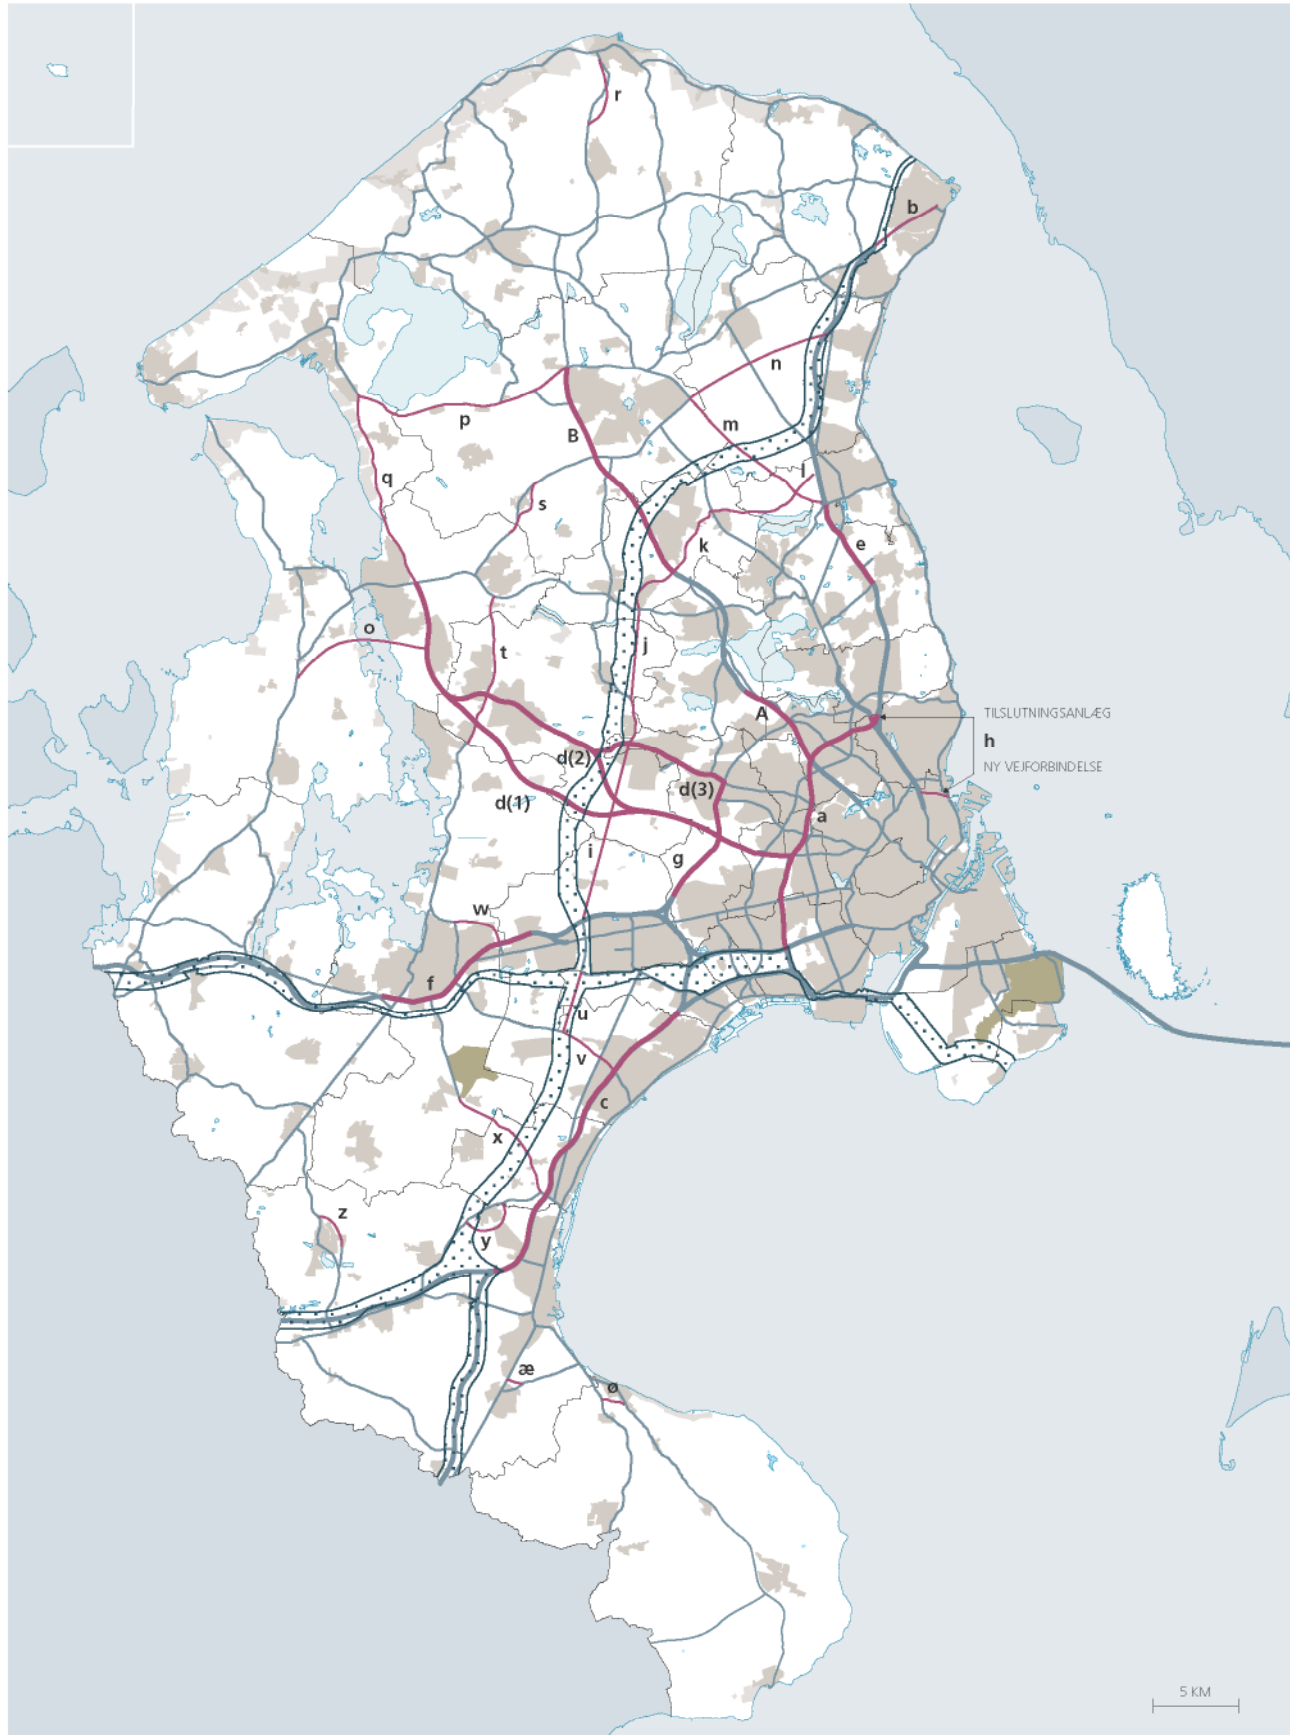 r
b
n
p
m
B
l
q
s
k
e
o
j
t
TILSLUTNINGSANLÆG
A
h
d(2)
NY VEJFORBINDELSE
d(3)
d(1)
a
i
g
w
f
u
v
c
x
z
y
æ
ø
5 KM